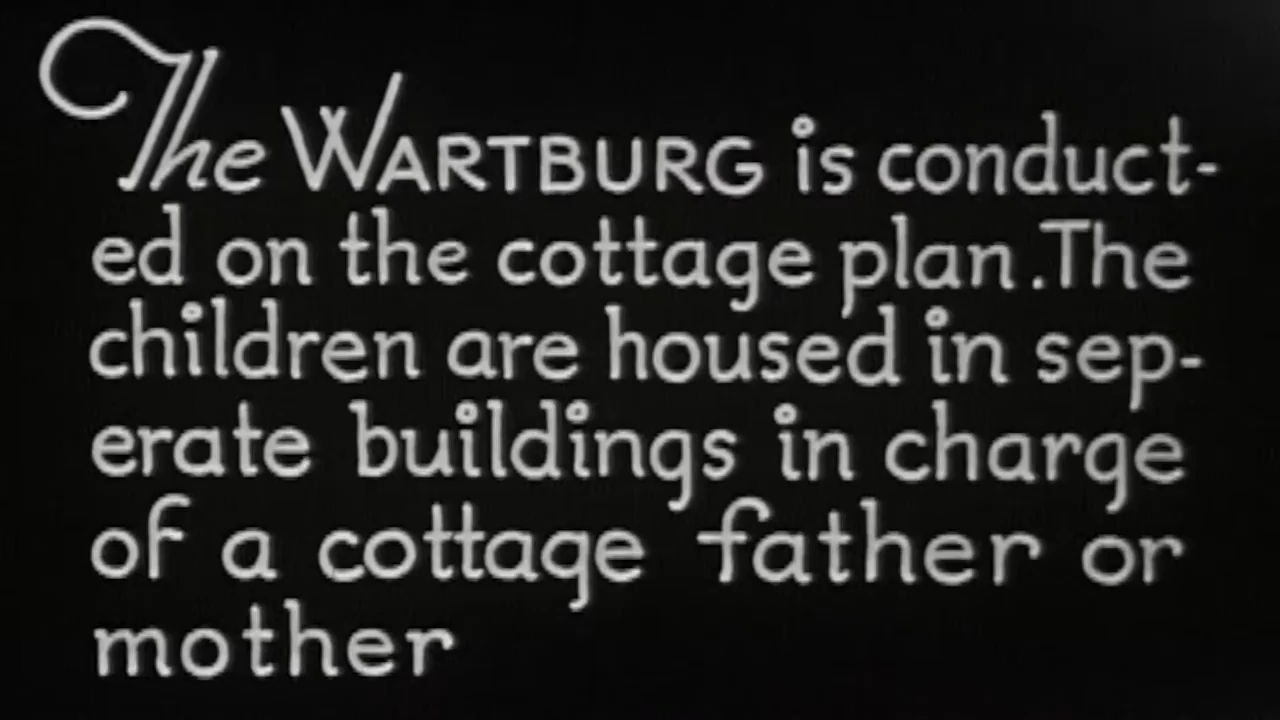 The WARTBURG is conduct-
ed on the cottage plan. The
children are housed in sep-
erate buildings in charge
of a cottage father or
mother